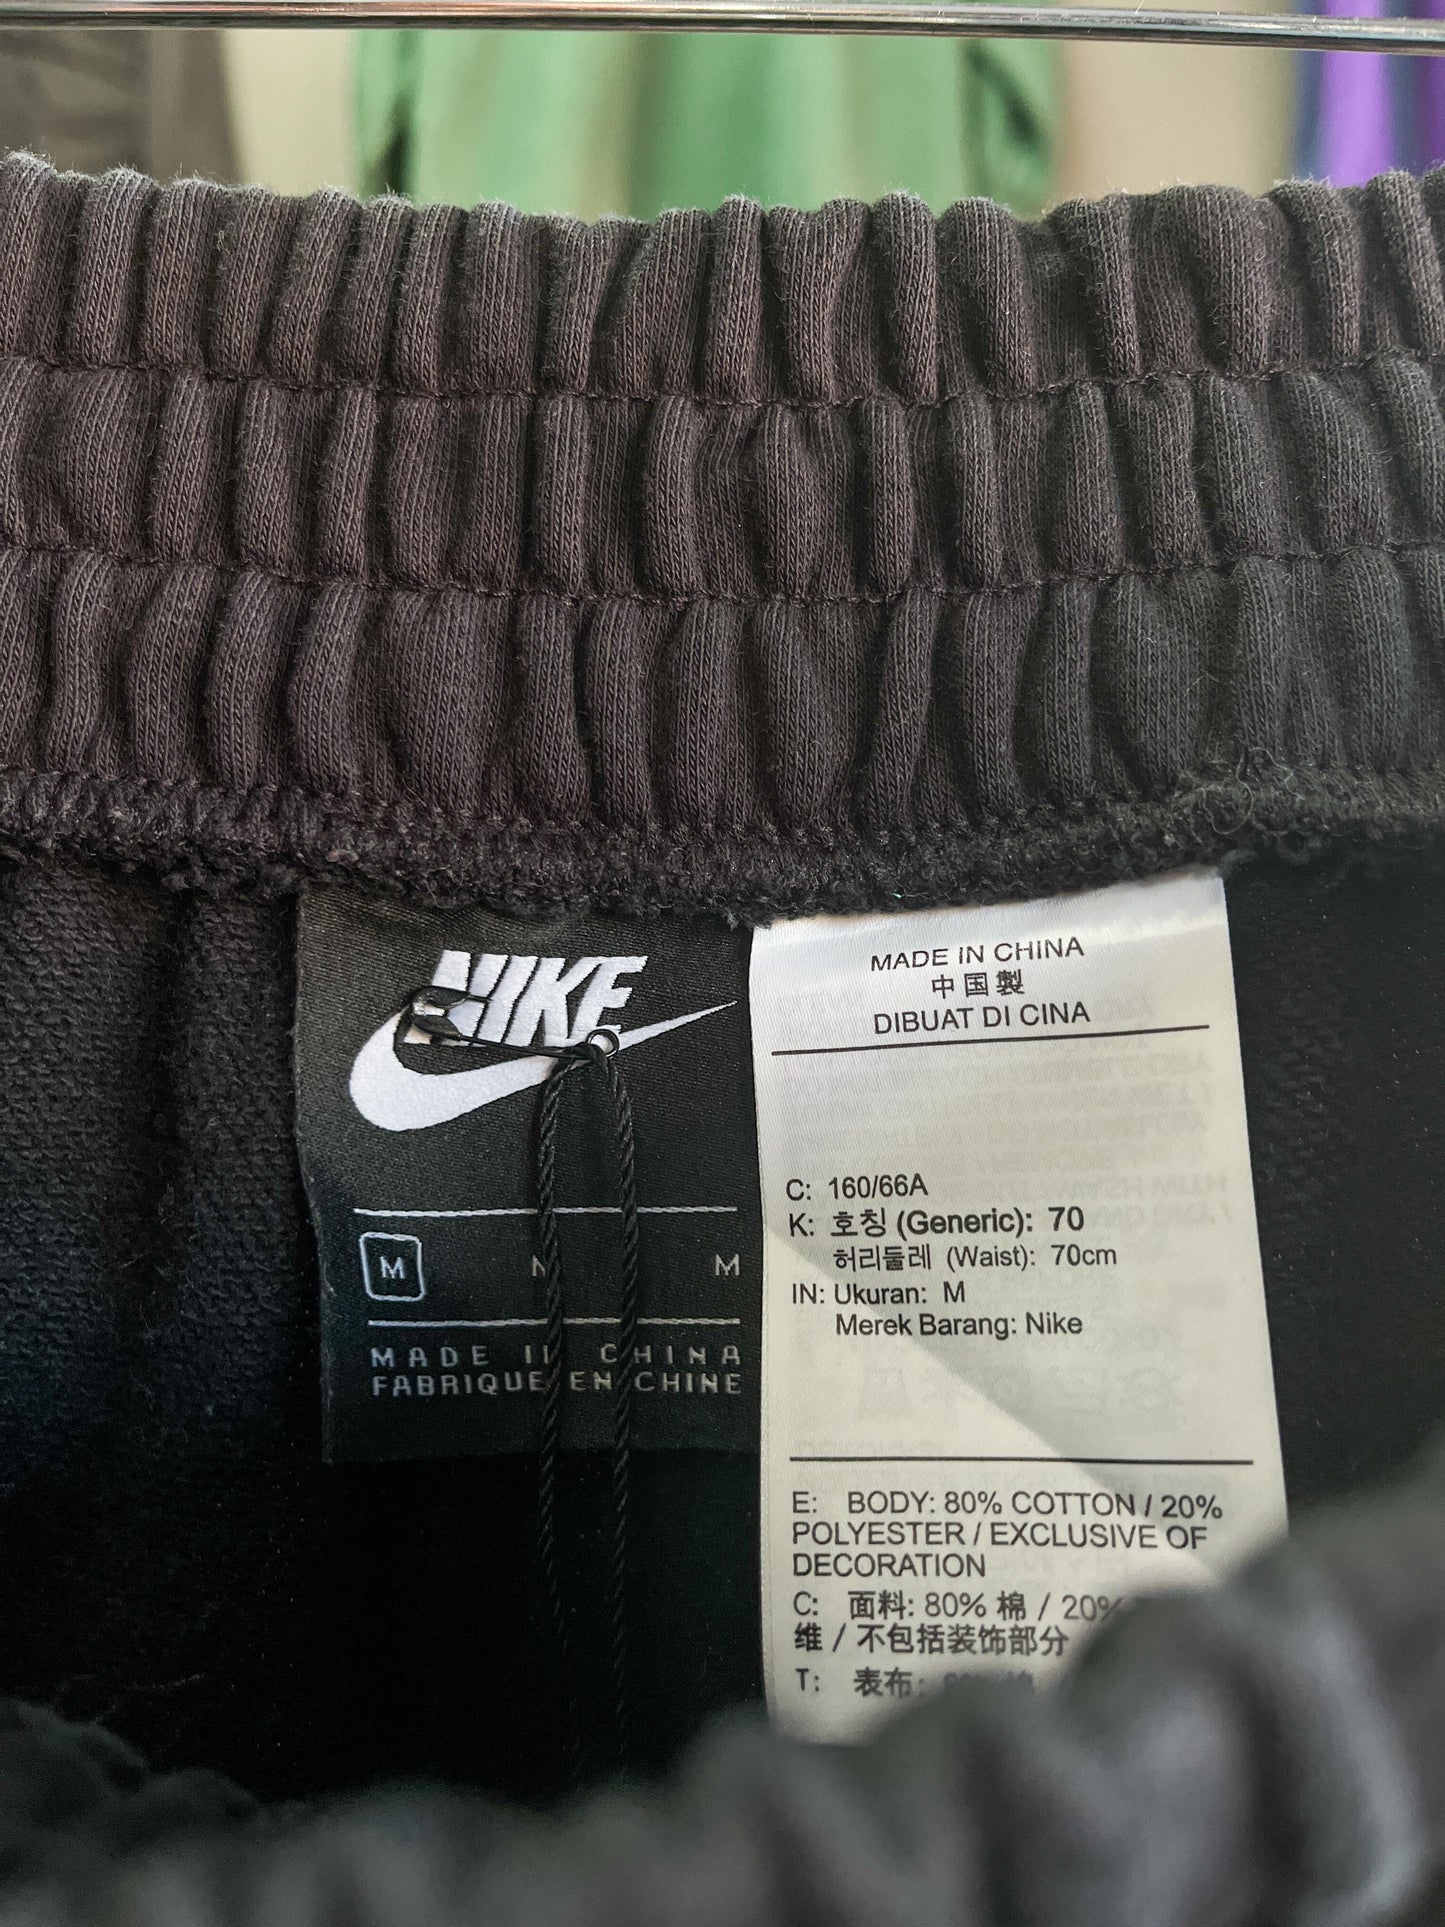 NIKE
M M
MADE CHINA
FABRIQUE EN CHINE
MADE IN CHINA
中国製
DIBUAT DI CINA
C: 160/66A
K: 호칭 (Generic): 70
허리둘레 (Waist): 70cm
IN: Ukuran: M
Merek Barang: Nike
E: BODY: 80% COTTON / 20%
POLYESTER / EXCLUSIVE OF
DECORATION
C: 面料: 80% 棉 / 20%
维 / 不包括装饰部分
T: 表布: